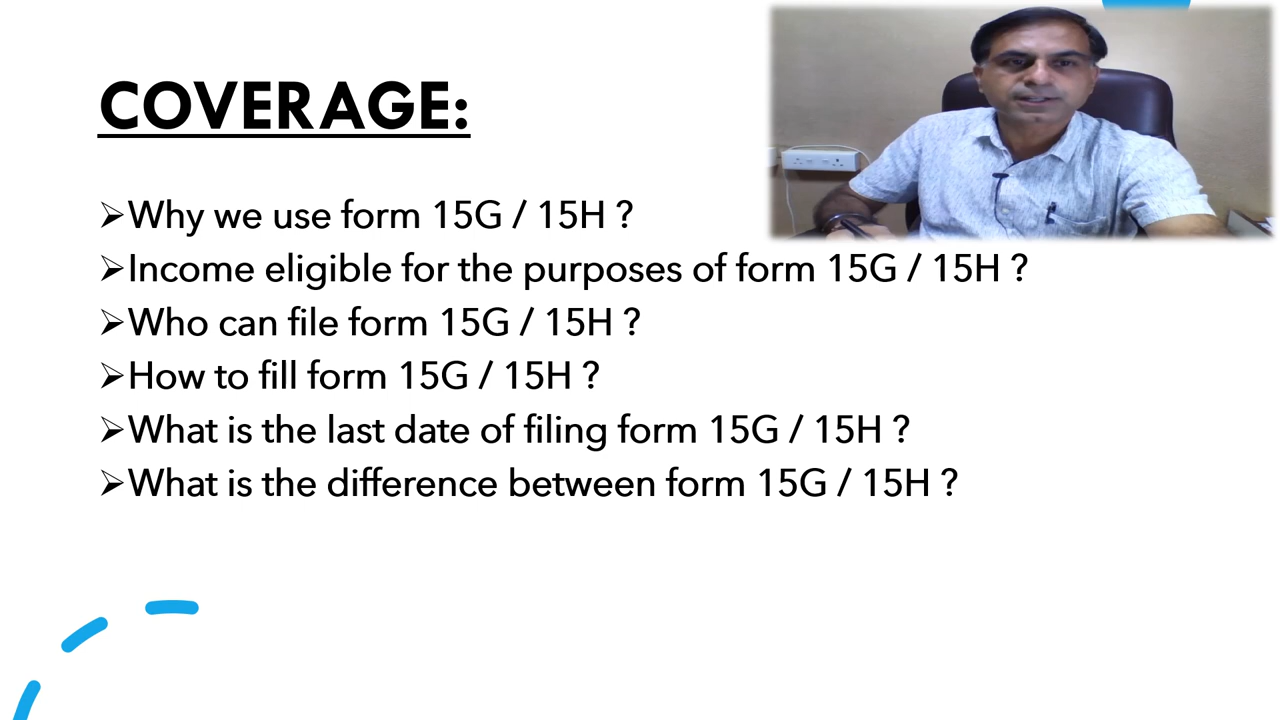 COVERAGE:
➢Why we use form 15G / 15H ?
➢Income eligible for the purposes of form 15G / 15H ?
➢Who can file form 15G / 15H ?
➢How to fill form 15G / 15H ?
➢What is the last date of filing form 15G / 15H ?
➢What is the difference between form 15G / 15H ?